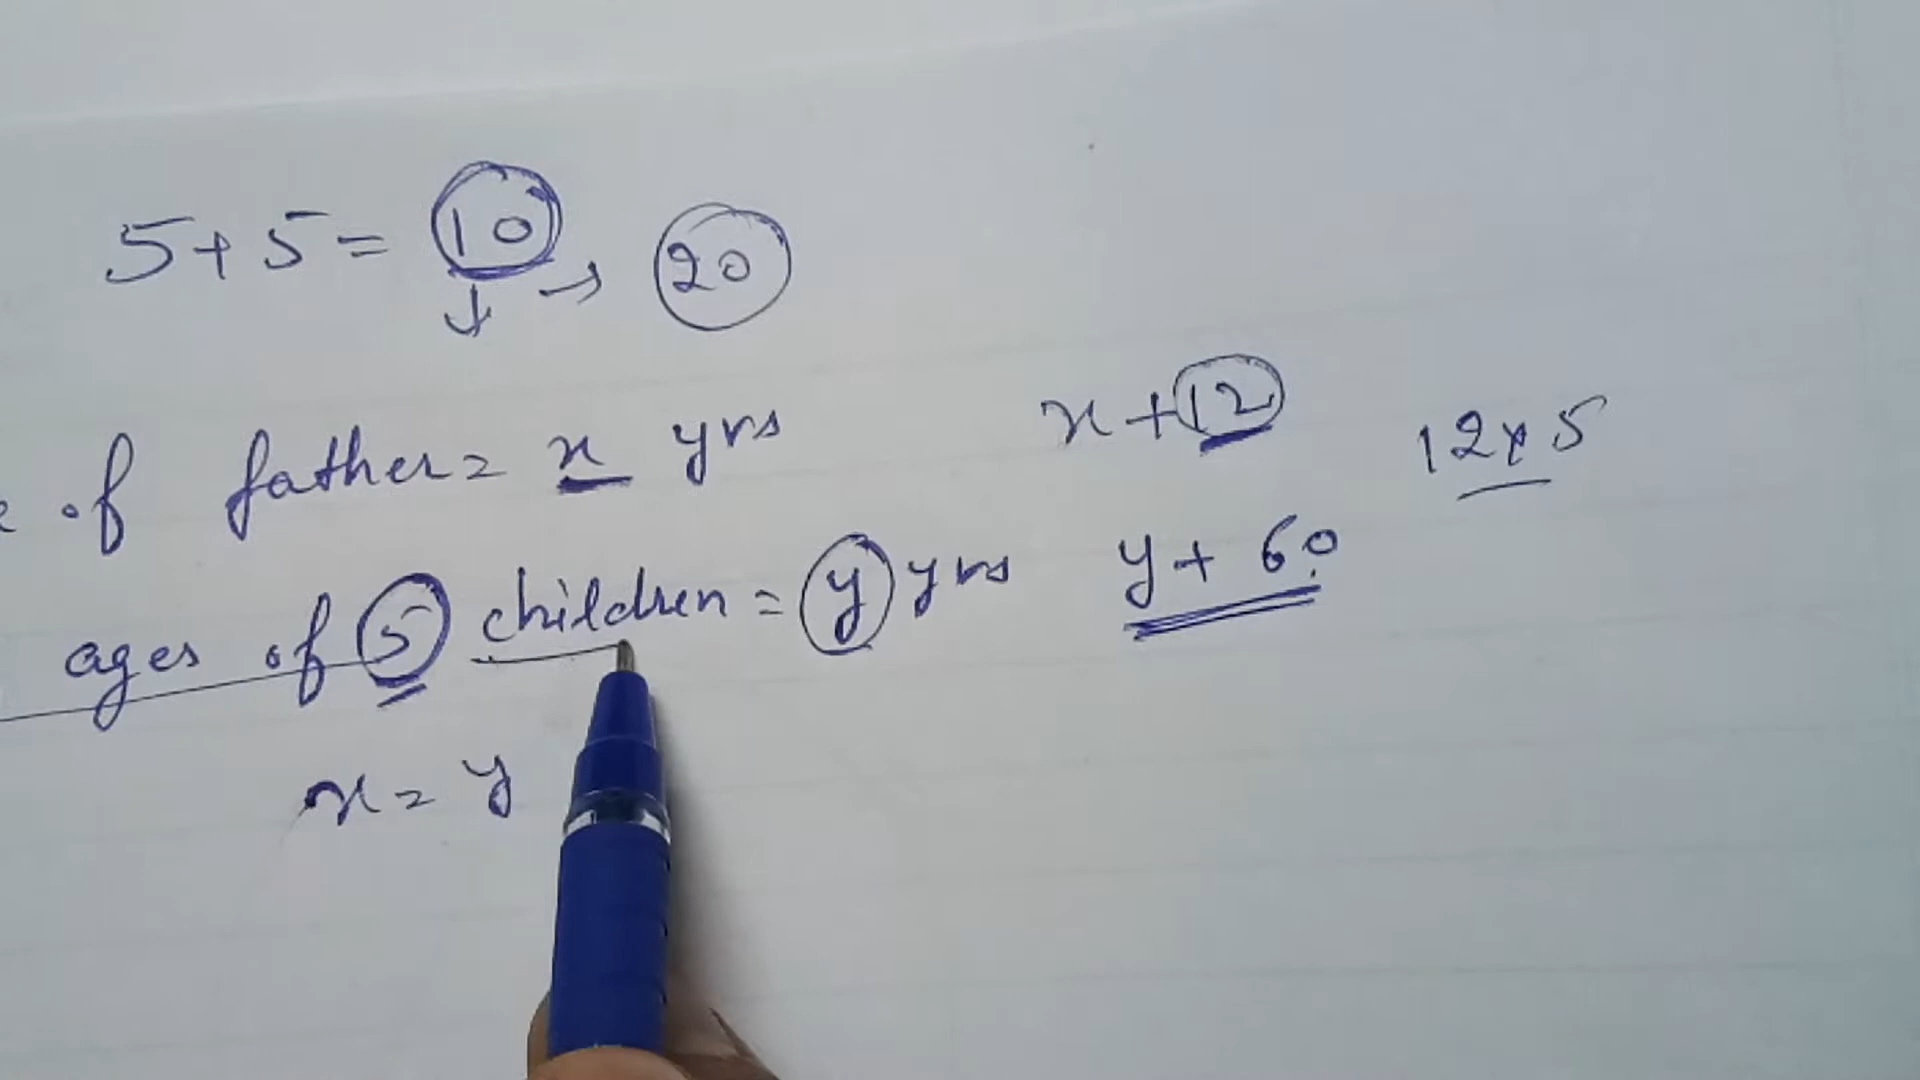 5+5= 10 → 20
↓
of father= x yrs x+12 12×5
ages of 5 children = y yrs y+60
x= y